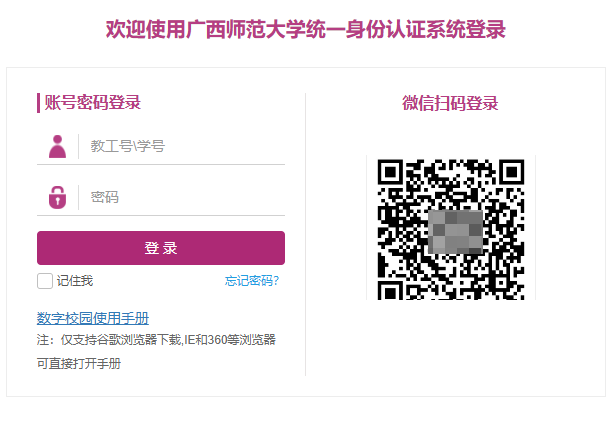 欢迎使用广西师范大学统一身份认证系统登录
账号密码登录
教工号\学号
密码
登 录
记住我
忘记密码?
数字校园使用手册
注：仅支持谷歌浏览器下载,IE和360等浏览器
可直接打开手册
微信扫码登录